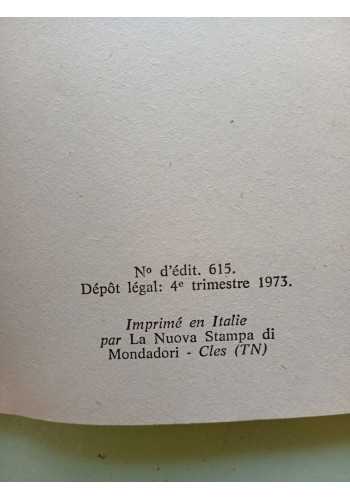 Nº d'édit. 615.
Dépôt légal: 4e trimestre 1973.
Imprimé en Italie
par La Nuova Stampa di
Mondadori - Cles (TN)